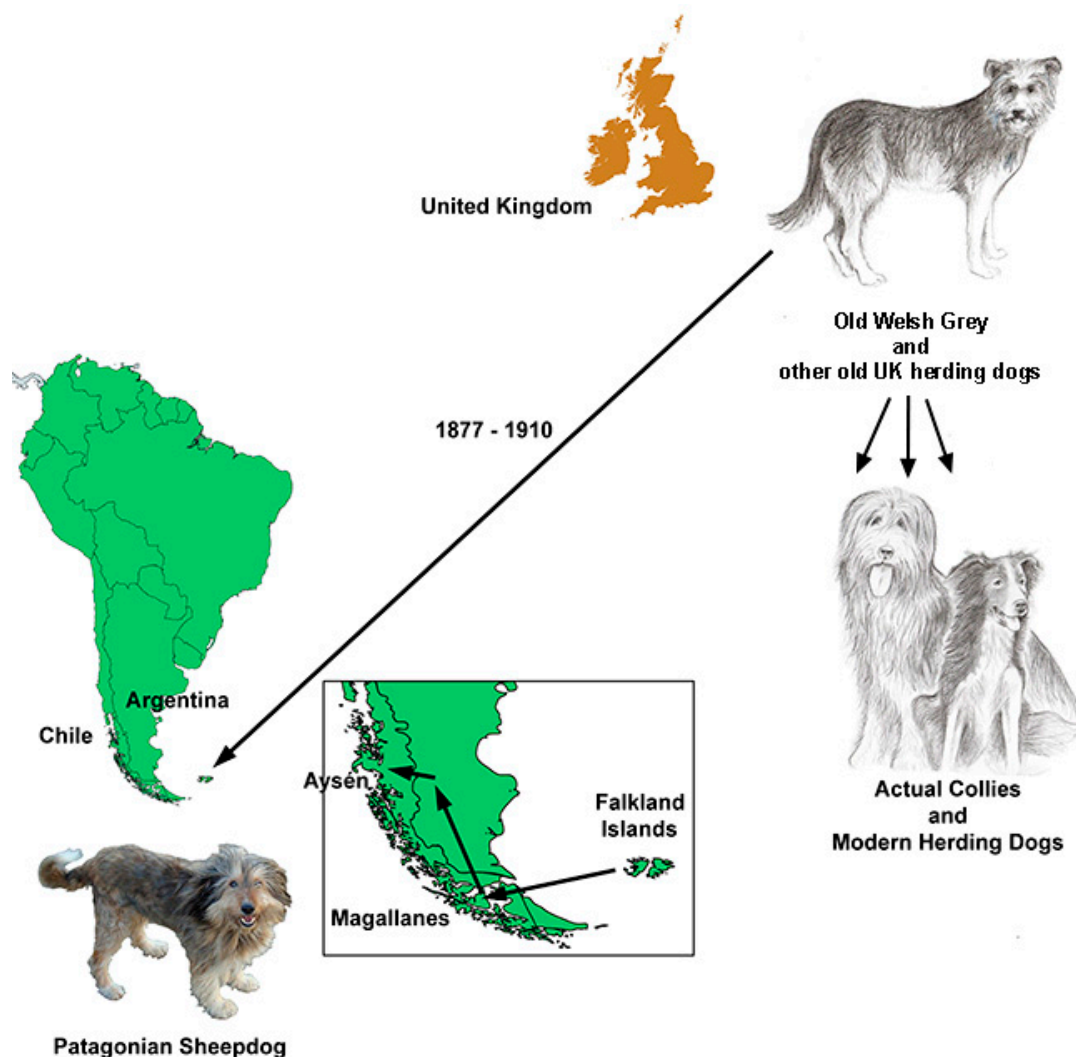 United Kingdom
Old Welsh Grey
and
other old UK herding dogs
1877 - 1910
Argentina
Chile
Aysén
Falkland
Islands
Magallanes
Actual Collies
and
Modern Herding Dogs
Patagonian Sheepdog